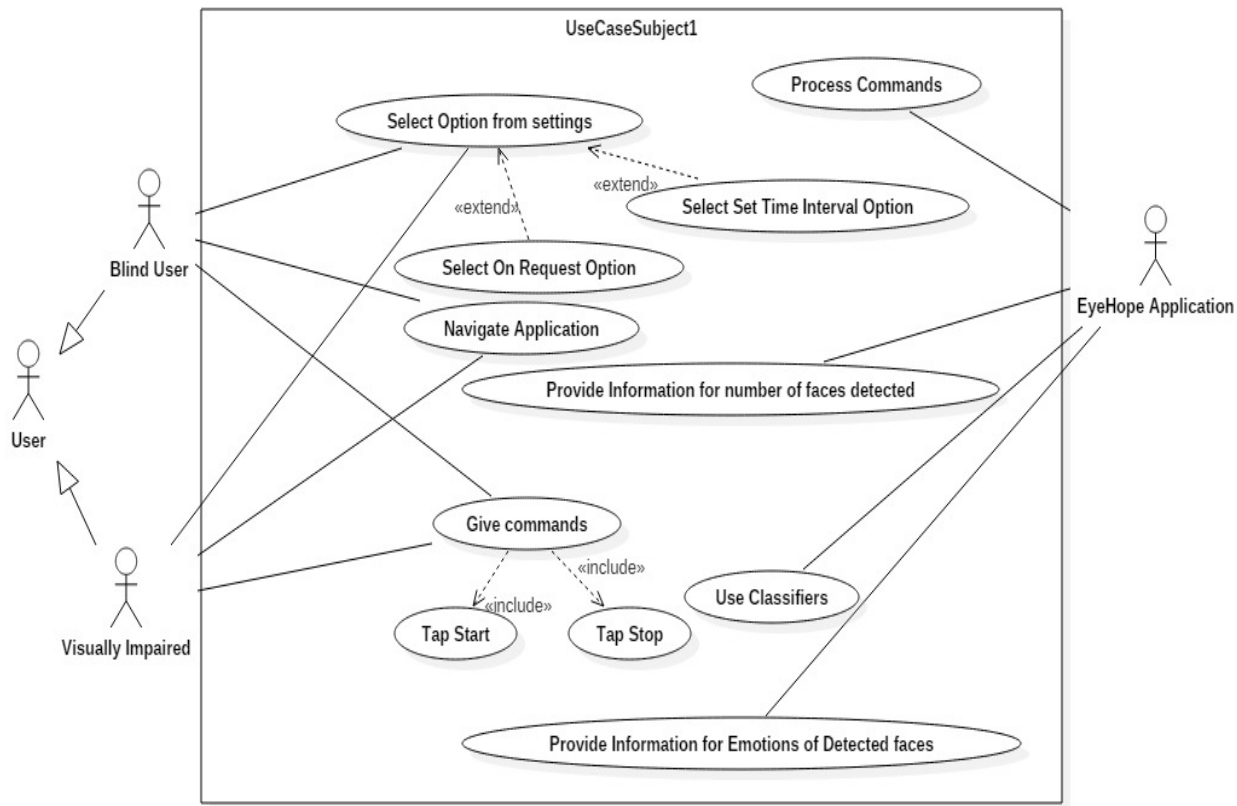 UseCaseSubject1
Process Commands
Select Option from settings
«extend»
«extend»
Select Set Time Interval Option
Blind User
Select On Request Option
EyeHope Application
Navigate Application
Provide Information for number of faces detected
User
Give commands
«include»
«include»
Use Classifiers
Tap Start
Tap Stop
Visually Impaired
Provide Information for Emotions of Detected faces